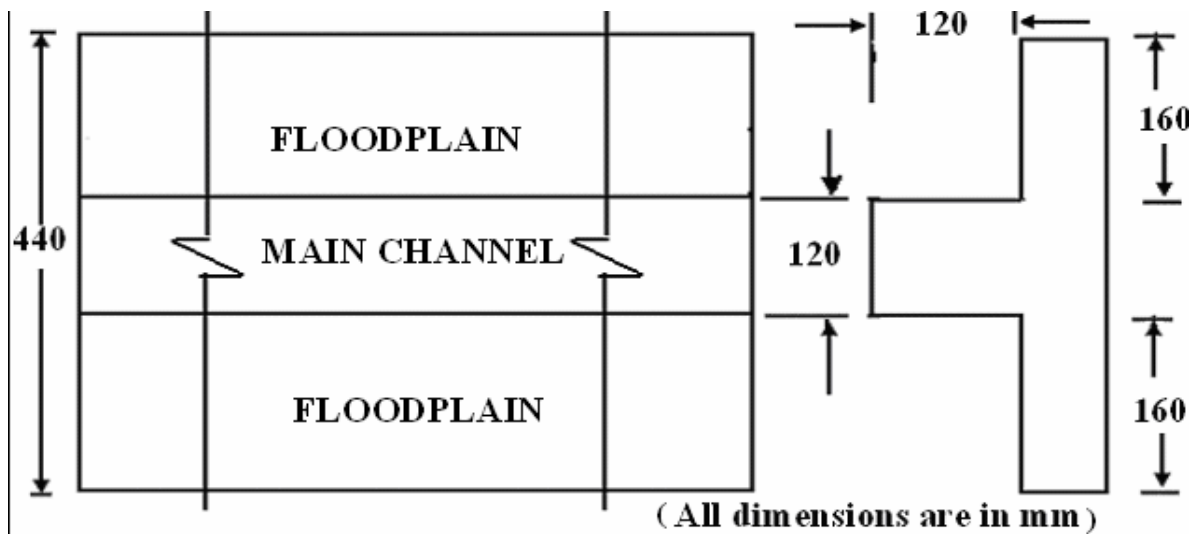 120
160
FLOODPLAIN
440
MAIN CHANNEL
120
FLOODPLAIN
160
( All dimensions are in mm )